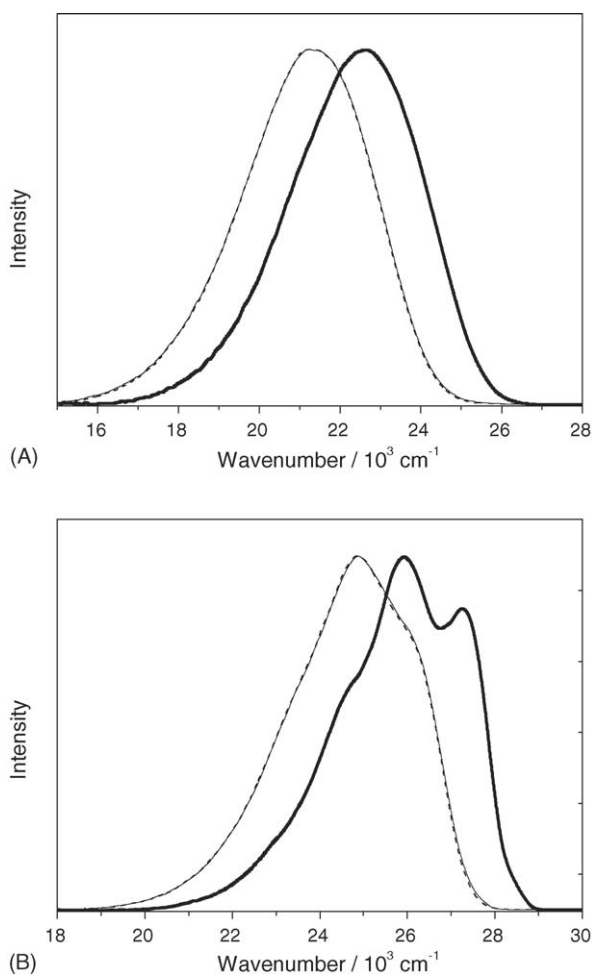 Intensity
16 18 20 22 24 26 28
(A) Wavenumber / 10³ cm⁻¹
Intensity
18 20 22 24 26 28 30
(B) Wavenumber / 10³ cm⁻¹